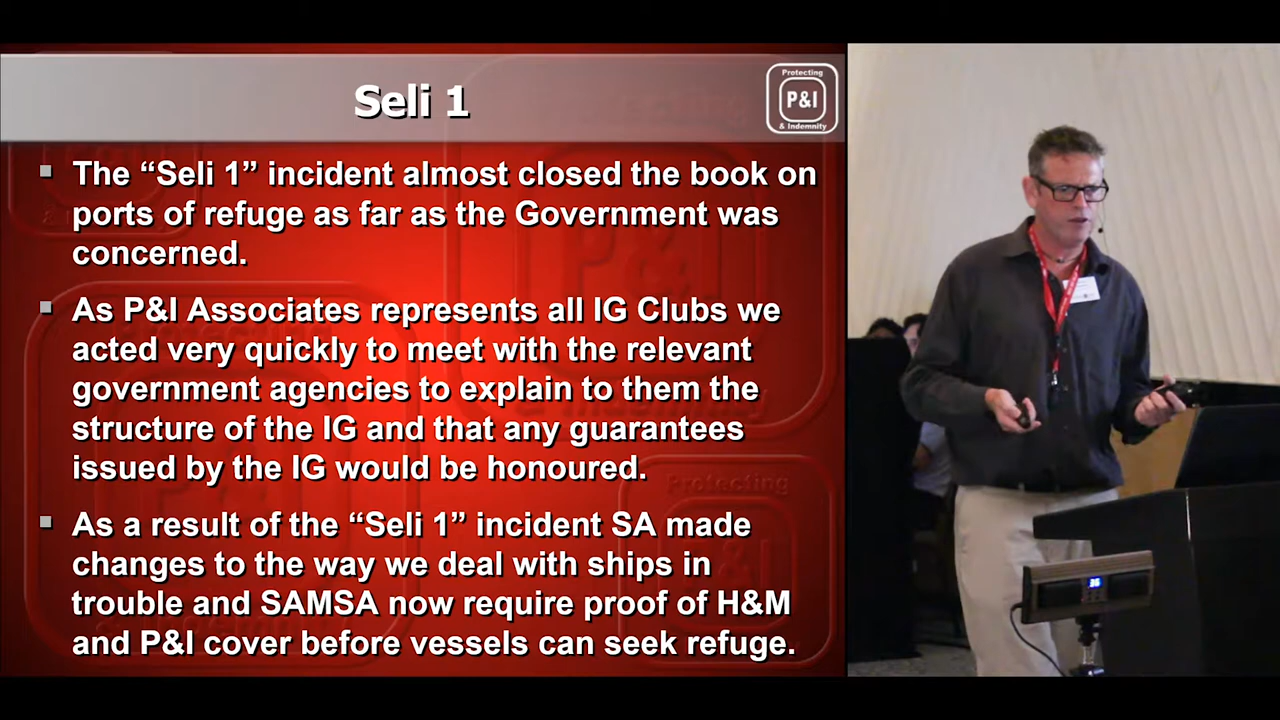 Seli 1
Protecting
P&I
& Indemnity
The “Seli 1” incident almost closed the book on
ports of refuge as far as the Government was
concerned.
As P&I Associates represents all IG Clubs we
acted very quickly to meet with the relevant
government agencies to explain to them the
structure of the IG and that any guarantees
issued by the IG would be honoured.
As a result of the “Seli 1” incident SA made
changes to the way we deal with ships in
trouble and SAMSA now require proof of H&M
and P&I cover before vessels can seek refuge.
36